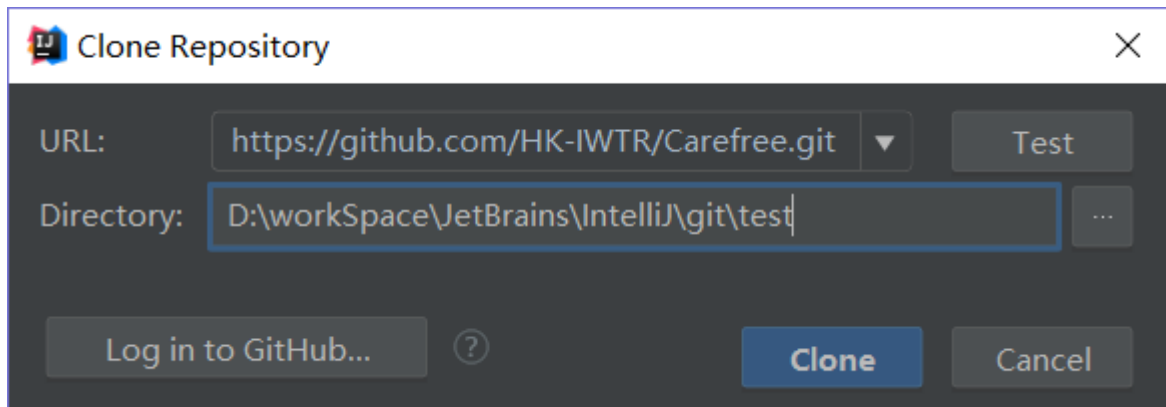 Clone Repository
URL: https://github.com/HK-IWTR/Carefree.git Test
Directory: D:\workSpace\JetBrains\IntelliJ\git\test ...
Log in to GitHub... ? Clone Cancel